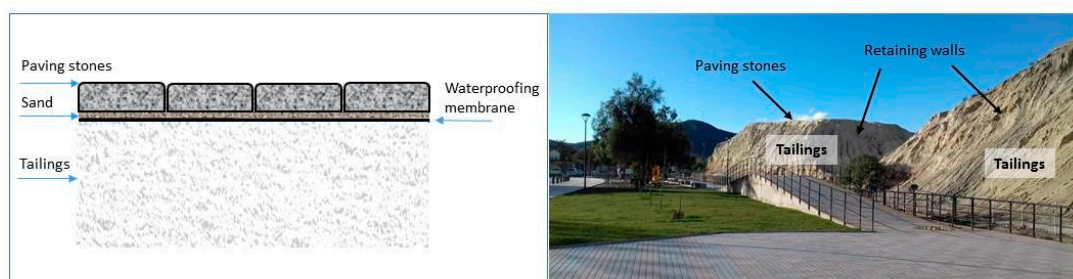 Paving stones
Sand
Tailings
Waterproofing
membrane
Paving stones
Retaining walls
Tailings
Tailings